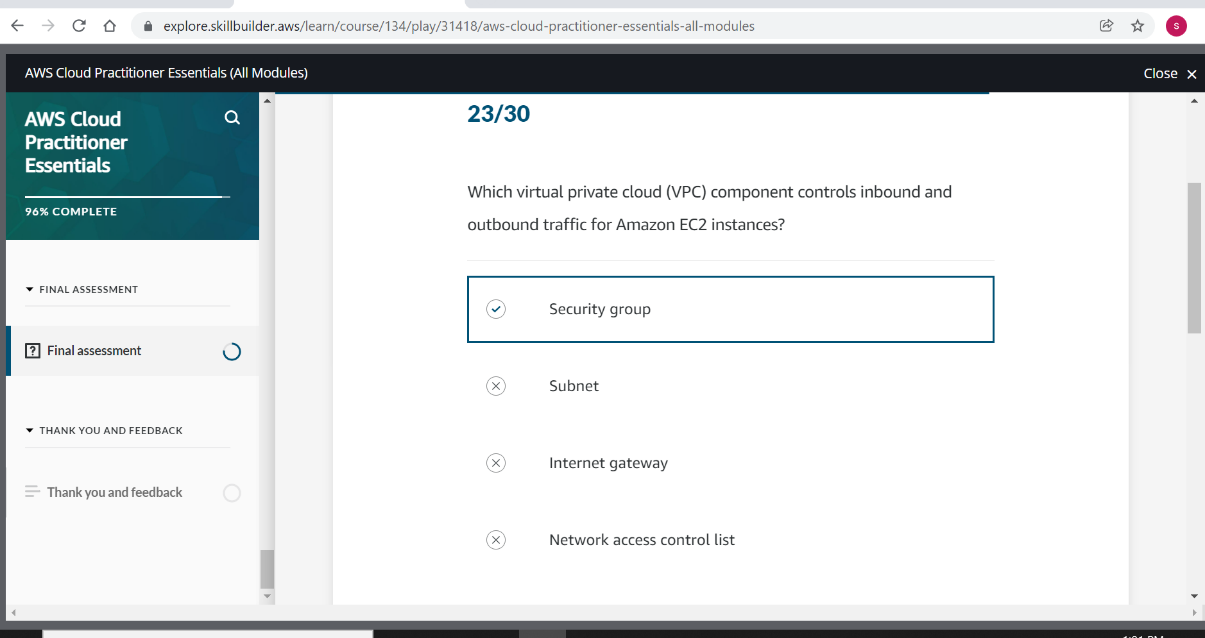 explore.skillbuilder.aws/learn/course/134/play/31418/aws-cloud-practitioner-essentials-all-modules
S
AWS Cloud Practitioner Essentials (All Modules)
Close ×
AWS Cloud
Practitioner
Essentials
96% COMPLETE
FINAL ASSESSMENT
Final assessment
THANK YOU AND FEEDBACK
Thank you and feedback
23/30
Which virtual private cloud (VPC) component controls inbound and
outbound traffic for Amazon EC2 instances?
Security group
Subnet
Internet gateway
Network access control list